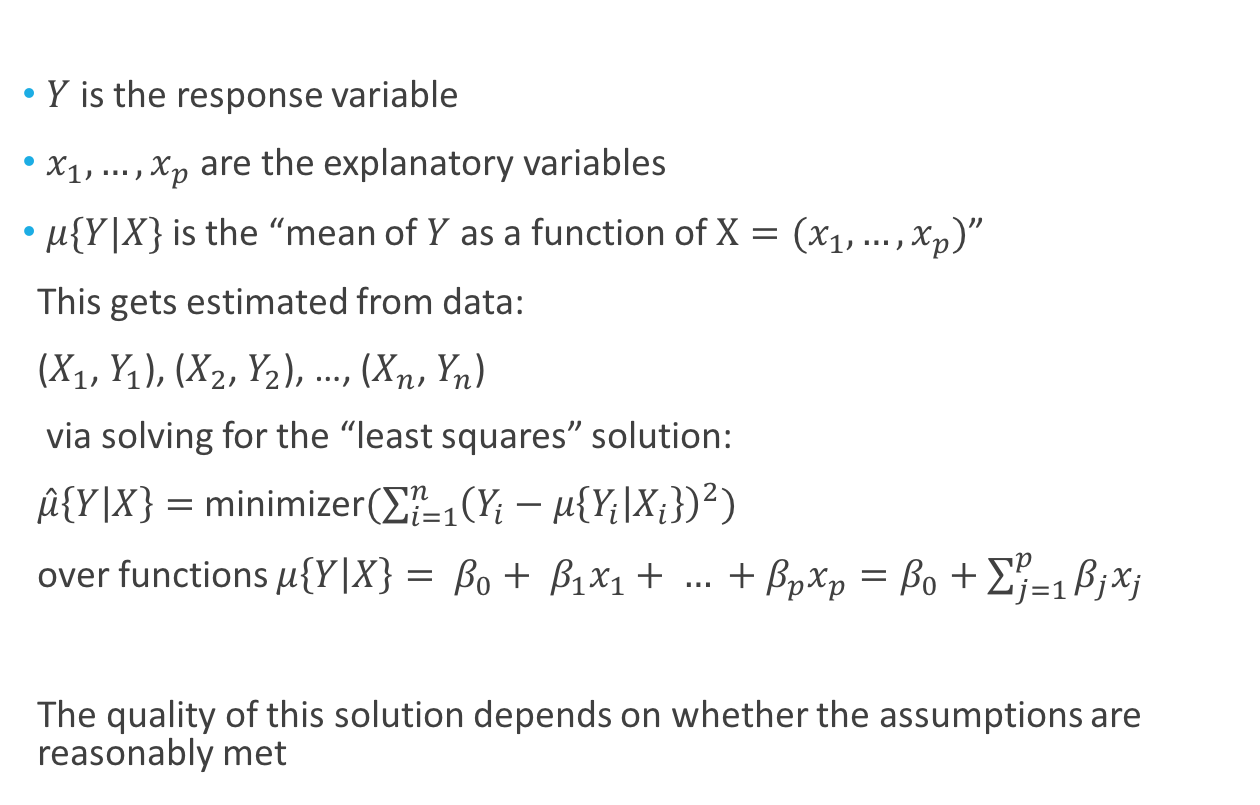 • Y is the response variable
• x₁, … , xₚ are the explanatory variables
• μ{Y|X} is the “mean of Y as a function of X = (x₁, … , xₚ)”
This gets estimated from data:
(X₁, Y₁), (X₂, Y₂), …, (Xₙ, Yₙ)
via solving for the “least squares” solution:
μ̂{Y|X} = minimizer(∑ⁿᵢ₌₁(Yᵢ − μ{Yᵢ|Xᵢ})²)
over functions μ{Y|X} = β₀ + β₁x₁ + … + βₚxₚ = β₀ + ∑ᵖⱼ₌₁ βⱼxⱼ
The quality of this solution depends on whether the assumptions are
reasonably met